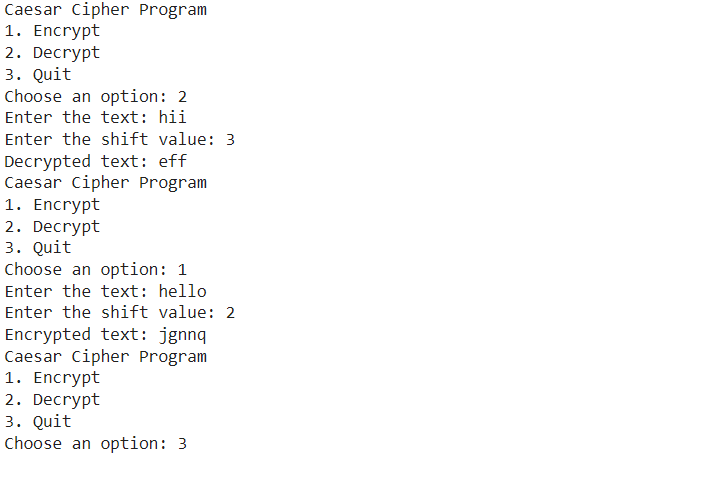 Caesar Cipher Program
1. Encrypt
2. Decrypt
3. Quit
Choose an option: 2
Enter the text: hii
Enter the shift value: 3
Decrypted text: eff
Caesar Cipher Program
1. Encrypt
2. Decrypt
3. Quit
Choose an option: 1
Enter the text: hello
Enter the shift value: 2
Encrypted text: jgnnq
Caesar Cipher Program
1. Encrypt
2. Decrypt
3. Quit
Choose an option: 3